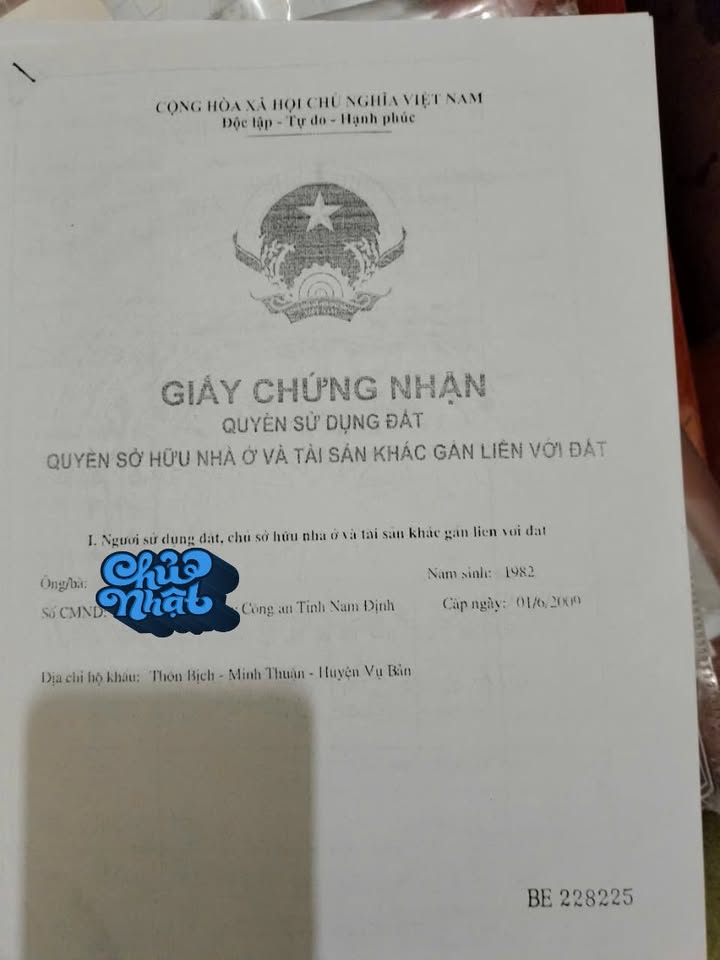 CỘNG HÒA XÃ HỘI CHỦ NGHĨA VIỆT NAM
Độc lập - Tự do - Hạnh phúc
GIẤY CHỨNG NHẬN
QUYỀN SỬ DỤNG ĐẤT
QUYỀN SỞ HỮU NHÀ Ở VÀ TÀI SẢN KHÁC GẮN LIỀN VỚI ĐẤT
I. Người sử dụng đất, chủ sở hữu nhà ở và tài sản khác gắn liền với đất
Ông/bà: Chủ Nhật Năm sinh: 1982
Số CMND: Công an Tỉnh Nam Định Cấp ngày: 01/6/2009
Địa chỉ hộ khẩu: Thôn Bịch - Minh Thuận - Huyện Vụ Bản
BE 228225